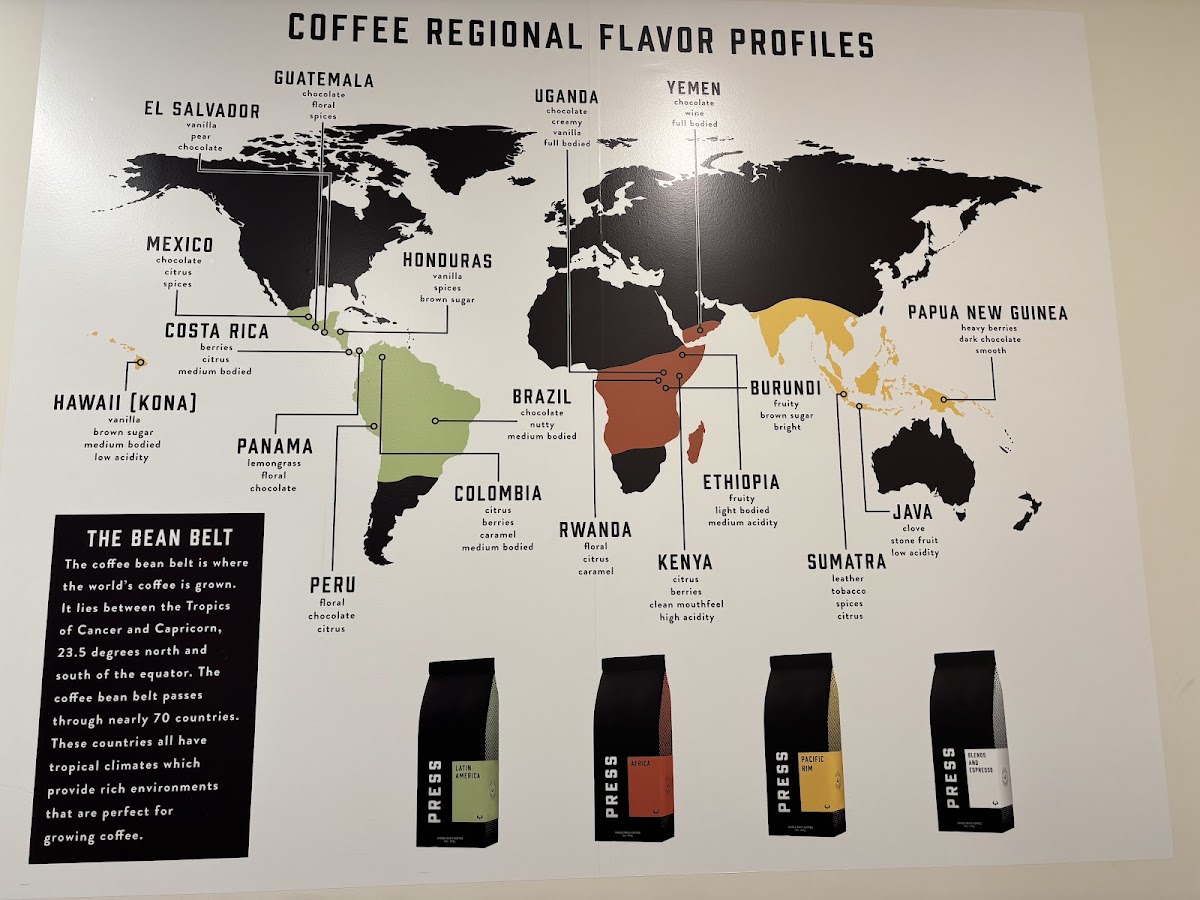 COFFEE REGIONAL FLAVOR PROFILES
GUATEMALA
chocolate
floral
spices
EL SALVADOR
vanilla
pear
chocolate
UGANDA
chocolate
creamy
vanilla
full bodied
YEMEN
chocolate
wine
full bodied
MEXICO
chocolate
citrus
spices
HONDURAS
vanilla
spices
brown sugar
COSTA RICA
berries
citrus
medium bodied
PAPUA NEW GUINEA
heavy berries
dark chocolate
smooth
HAWAII [KONA]
vanilla
brown sugar
medium bodied
low acidity
BRAZIL
chocolate
nutty
medium bodied
BURUNDI
fruity
brown sugar
bright
PANAMA
lemongrass
floral
chocolate
COLOMBIA
citrus
berries
caramel
medium bodied
ETHIOPIA
fruity
light bodied
medium acidity
RWANDA
floral
citrus
caramel
JAVA
clove
stone fruit
low acidity
KENYA
citrus
berries
clean mouthfeel
high acidity
SUMATRA
leather
tobacco
spices
citrus
PERU
floral
chocolate
citrus
THE BEAN BELT
The coffee bean belt is where
the world's coffee is grown.
It lies between the Tropics
of Cancer and Capricorn,
23.5 degrees north and
south of the equator. The
coffee bean belt passes
through nearly 70 countries.
These countries all have
tropical climates which
provide rich environments
that are perfect for
growing coffee.
PRESS
LATIN
AMERICA
PRESS
AFRICA
PRESS
PACIFIC
RIM
PRESS
BLENDS
AND
ESPRESSO